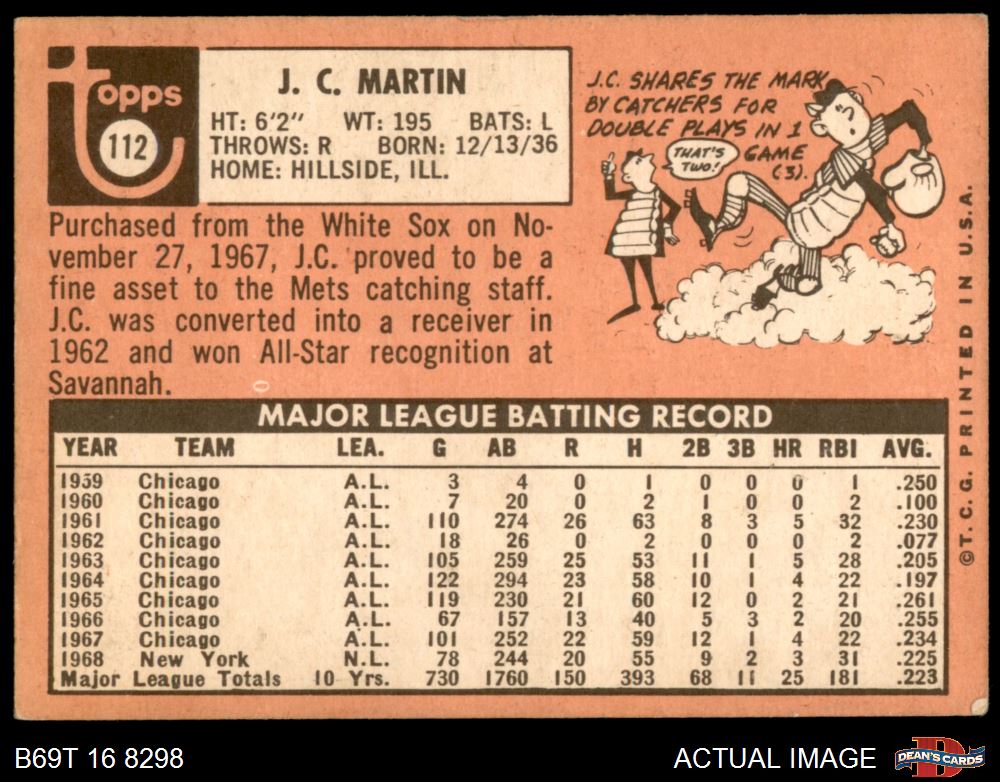 topps
112
J. C. MARTIN
HT: 6'2" WT: 195 BATS: L
THROWS: R BORN: 12/13/36
HOME: HILLSIDE, ILL.
J.C. SHARES THE MARK
BY CATCHERS FOR
DOUBLE PLAYS IN 1
GAME
(3).
THAT'S
TWO!
Purchased from the White Sox on No-
vember 27, 1967, J.C. proved to be a
fine asset to the Mets catching staff.
J.C. was converted into a receiver in
1962 and won All-Star recognition at
Savannah.
MAJOR LEAGUE BATTING RECORD
YEAR TEAM LEA. G AB R H 2B 3B HR RBI AVG.
1959 Chicago A.L. 3 4 0 1 0 0 0 1 .250
1960 Chicago A.L. 7 20 0 2 1 0 0 2 .100
1961 Chicago A.L. 110 274 26 63 8 3 5 32 .230
1962 Chicago A.L. 18 26 0 2 0 0 0 2 .077
1963 Chicago A.L. 105 259 25 53 11 1 5 28 .205
1964 Chicago A.L. 122 294 23 58 10 1 4 22 .197
1965 Chicago A.L. 119 230 21 60 12 0 2 21 .261
1966 Chicago A.L. 67 157 13 40 5 3 2 20 .255
1967 Chicago A.L. 101 252 22 59 12 1 4 22 .234
1968 New York N.L. 78 244 20 55 9 2 3 31 .225
Major League Totals 10 Yrs. 730 1760 150 393 68 11 25 181 .223
©T.C.G. PRINTED IN U.S.A.
B69T 16 8298
ACTUAL IMAGE
D
DEAN'S CARDS